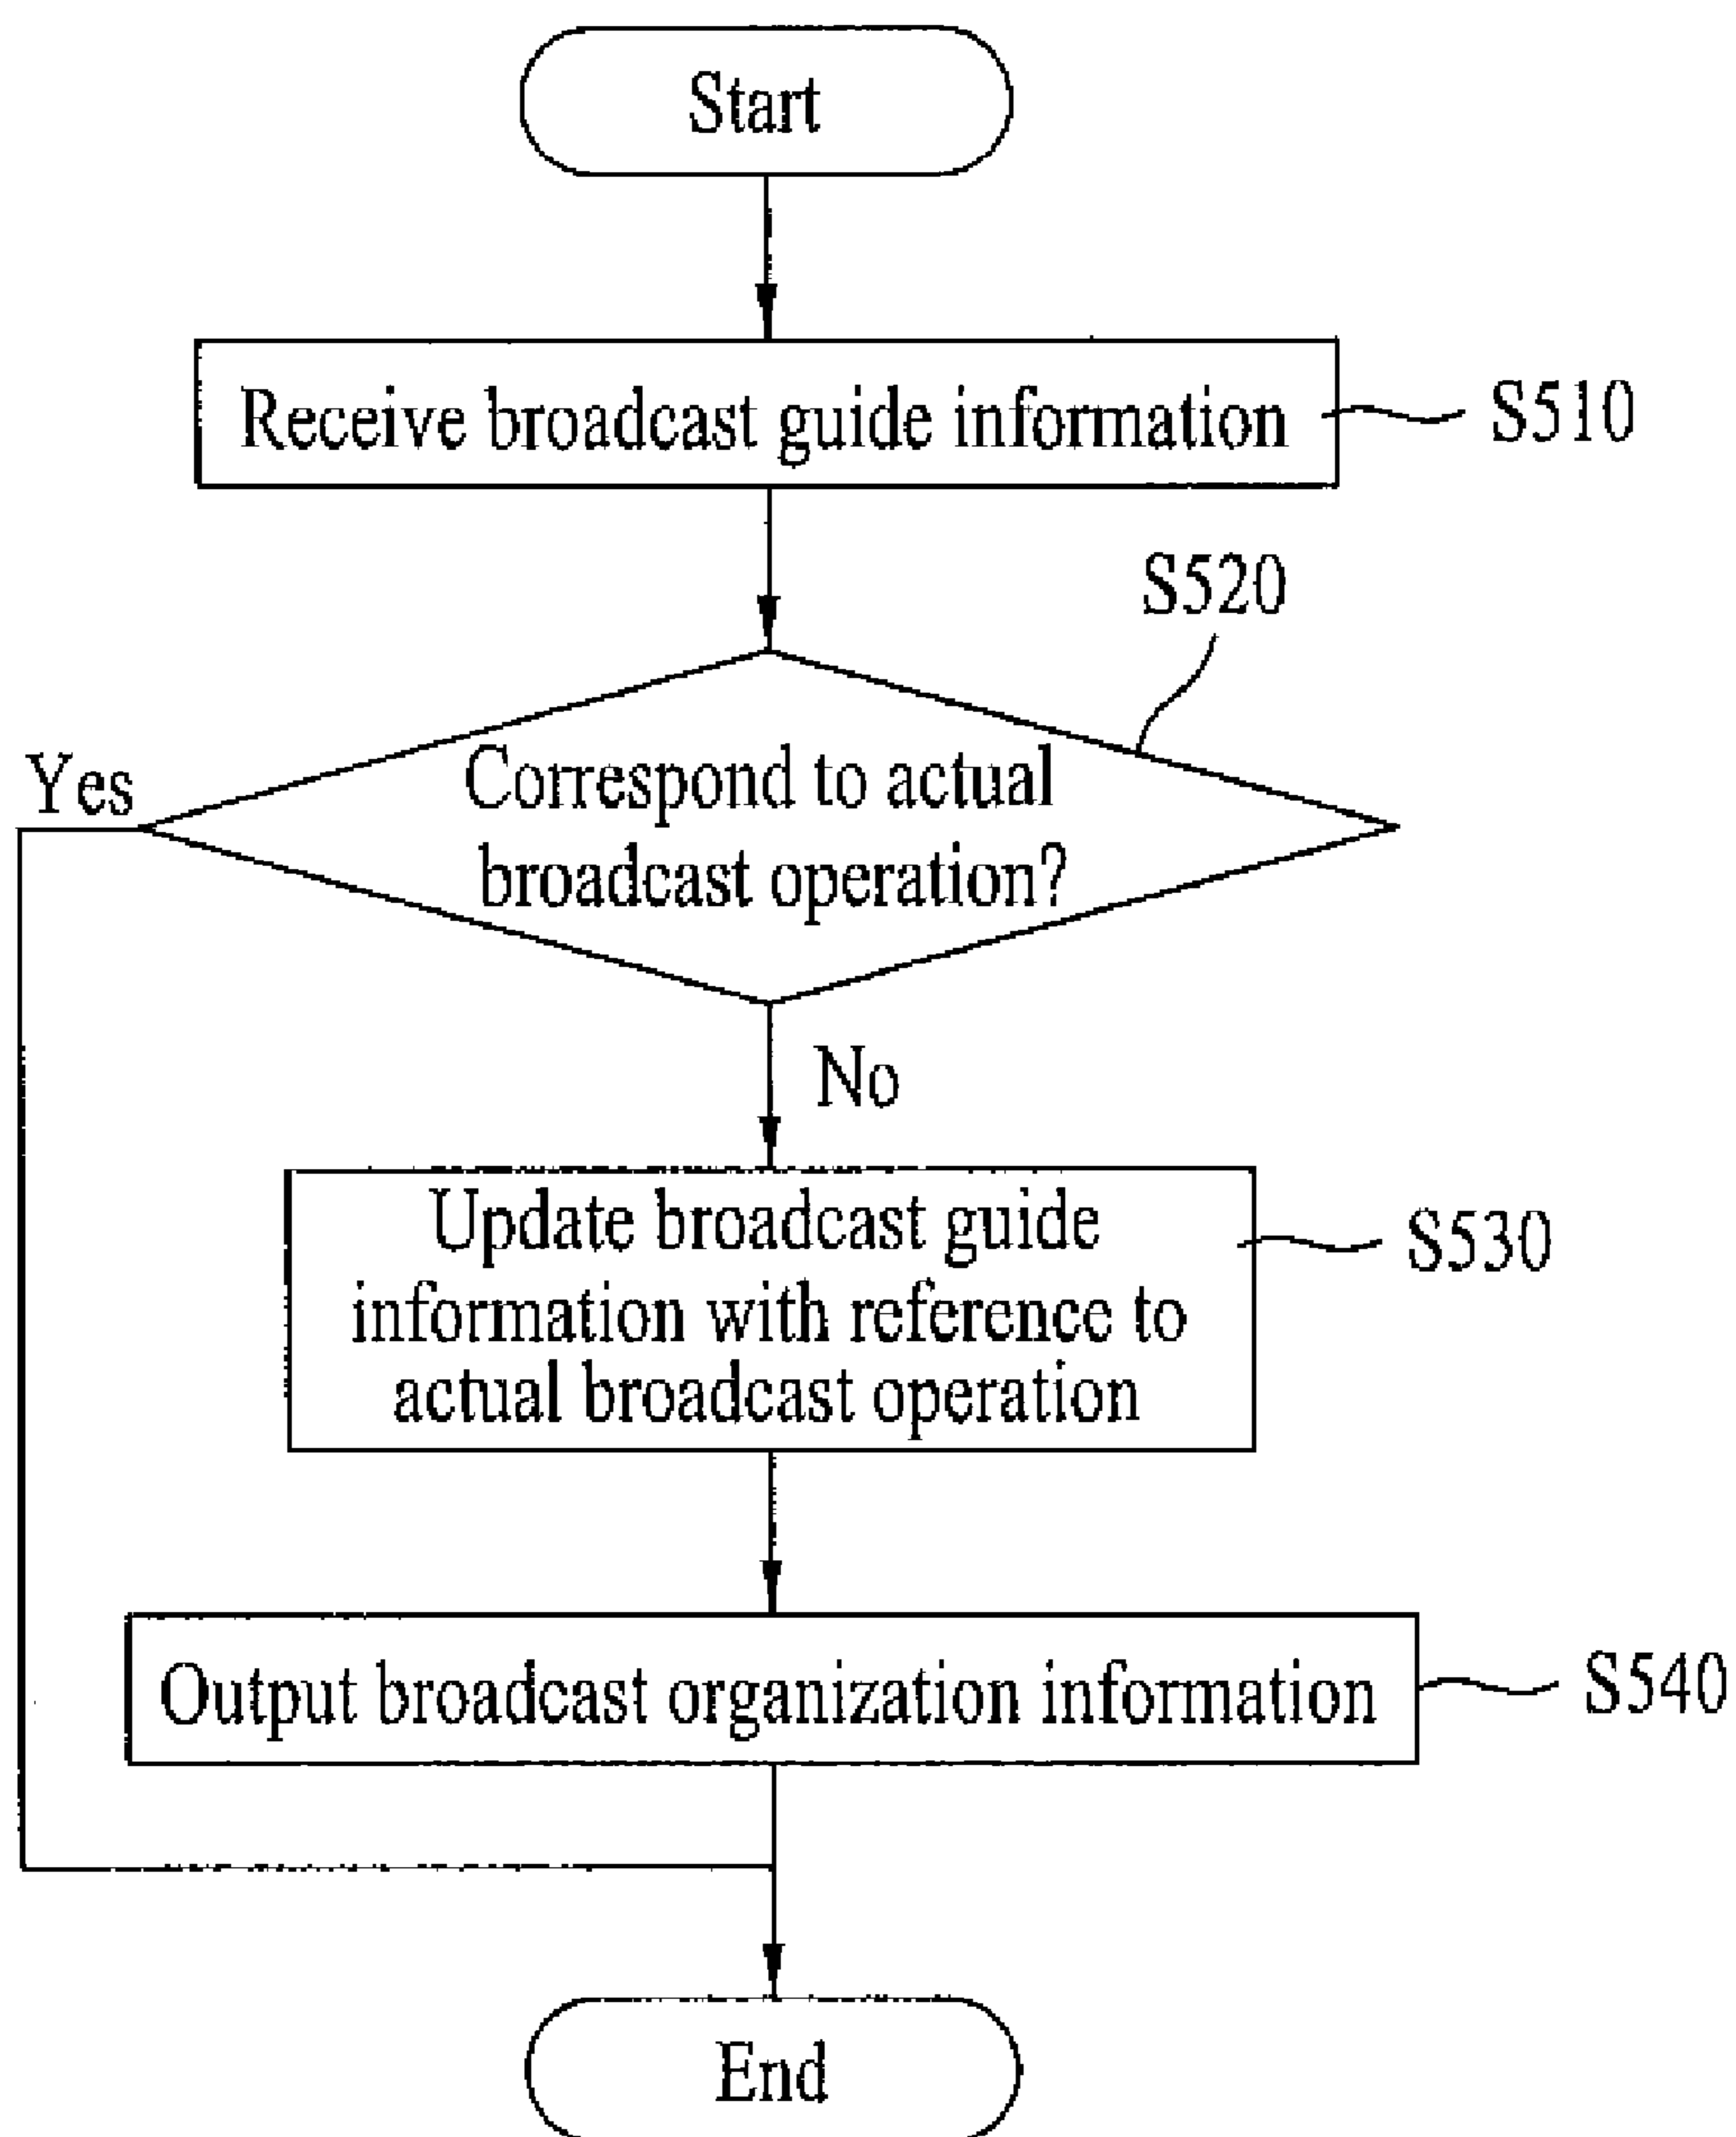 Start
Receive broadcast guide information
S510
S520
Yes
Correspond to actual
broadcast operation?
No
Update broadcast guide
information with reference to
actual broadcast operation
S530
Output broadcast organization information
S540
End